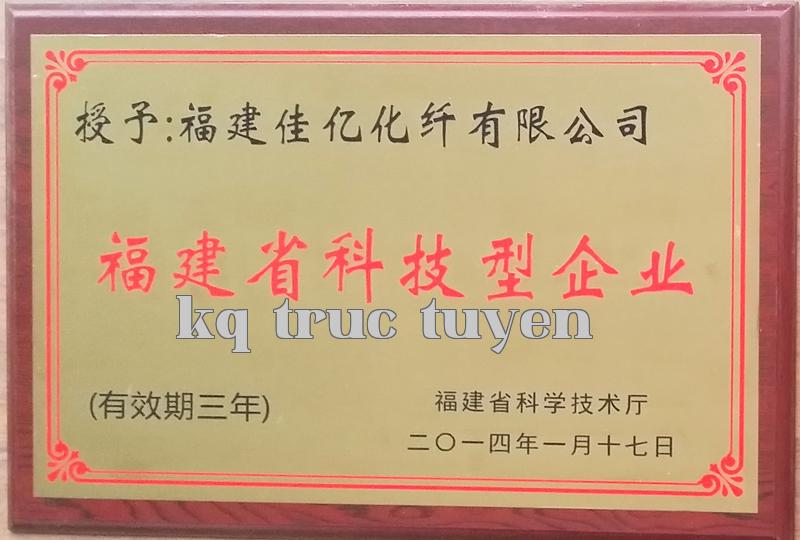 授予:福建佳亿化纤有限公司
福建省科技型企业
kq truc tuyen
(有效期三年)
福建省科学技术厅
二〇一四年一月十七日